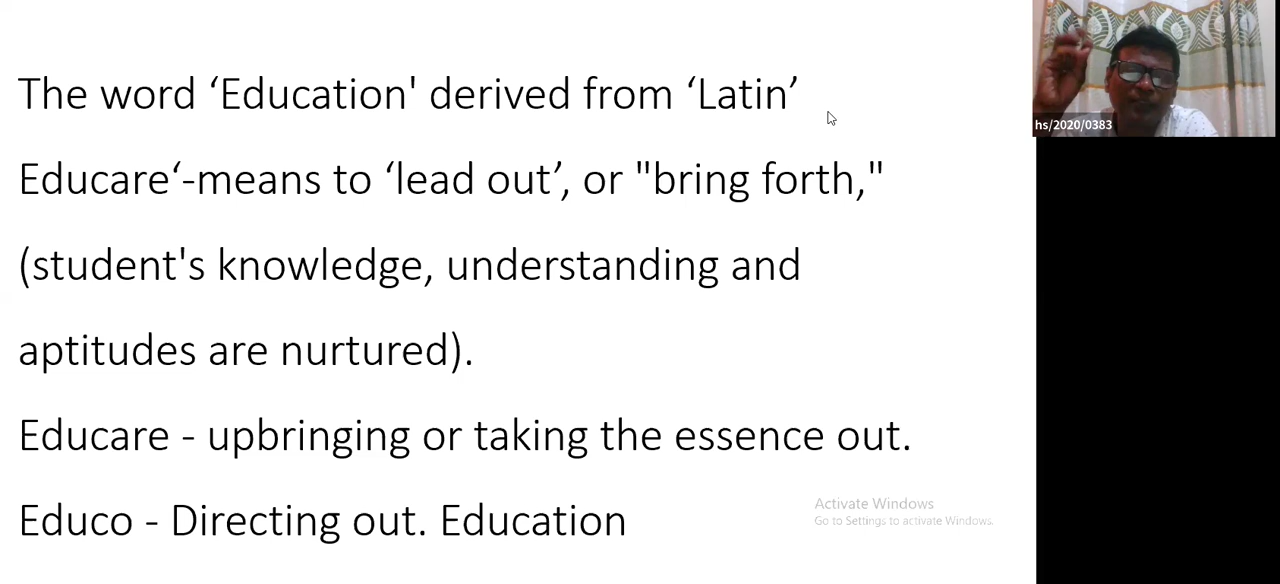 The word ‘Education' derived from ‘Latin’
Educare‘-means to ‘lead out’, or "bring forth,"
(student's knowledge, understanding and
aptitudes are nurtured).
Educare - upbringing or taking the essence out.
Educo - Directing out. Education
hs/2020/0383
Activate Windows
Go to Settings to activate Windows.